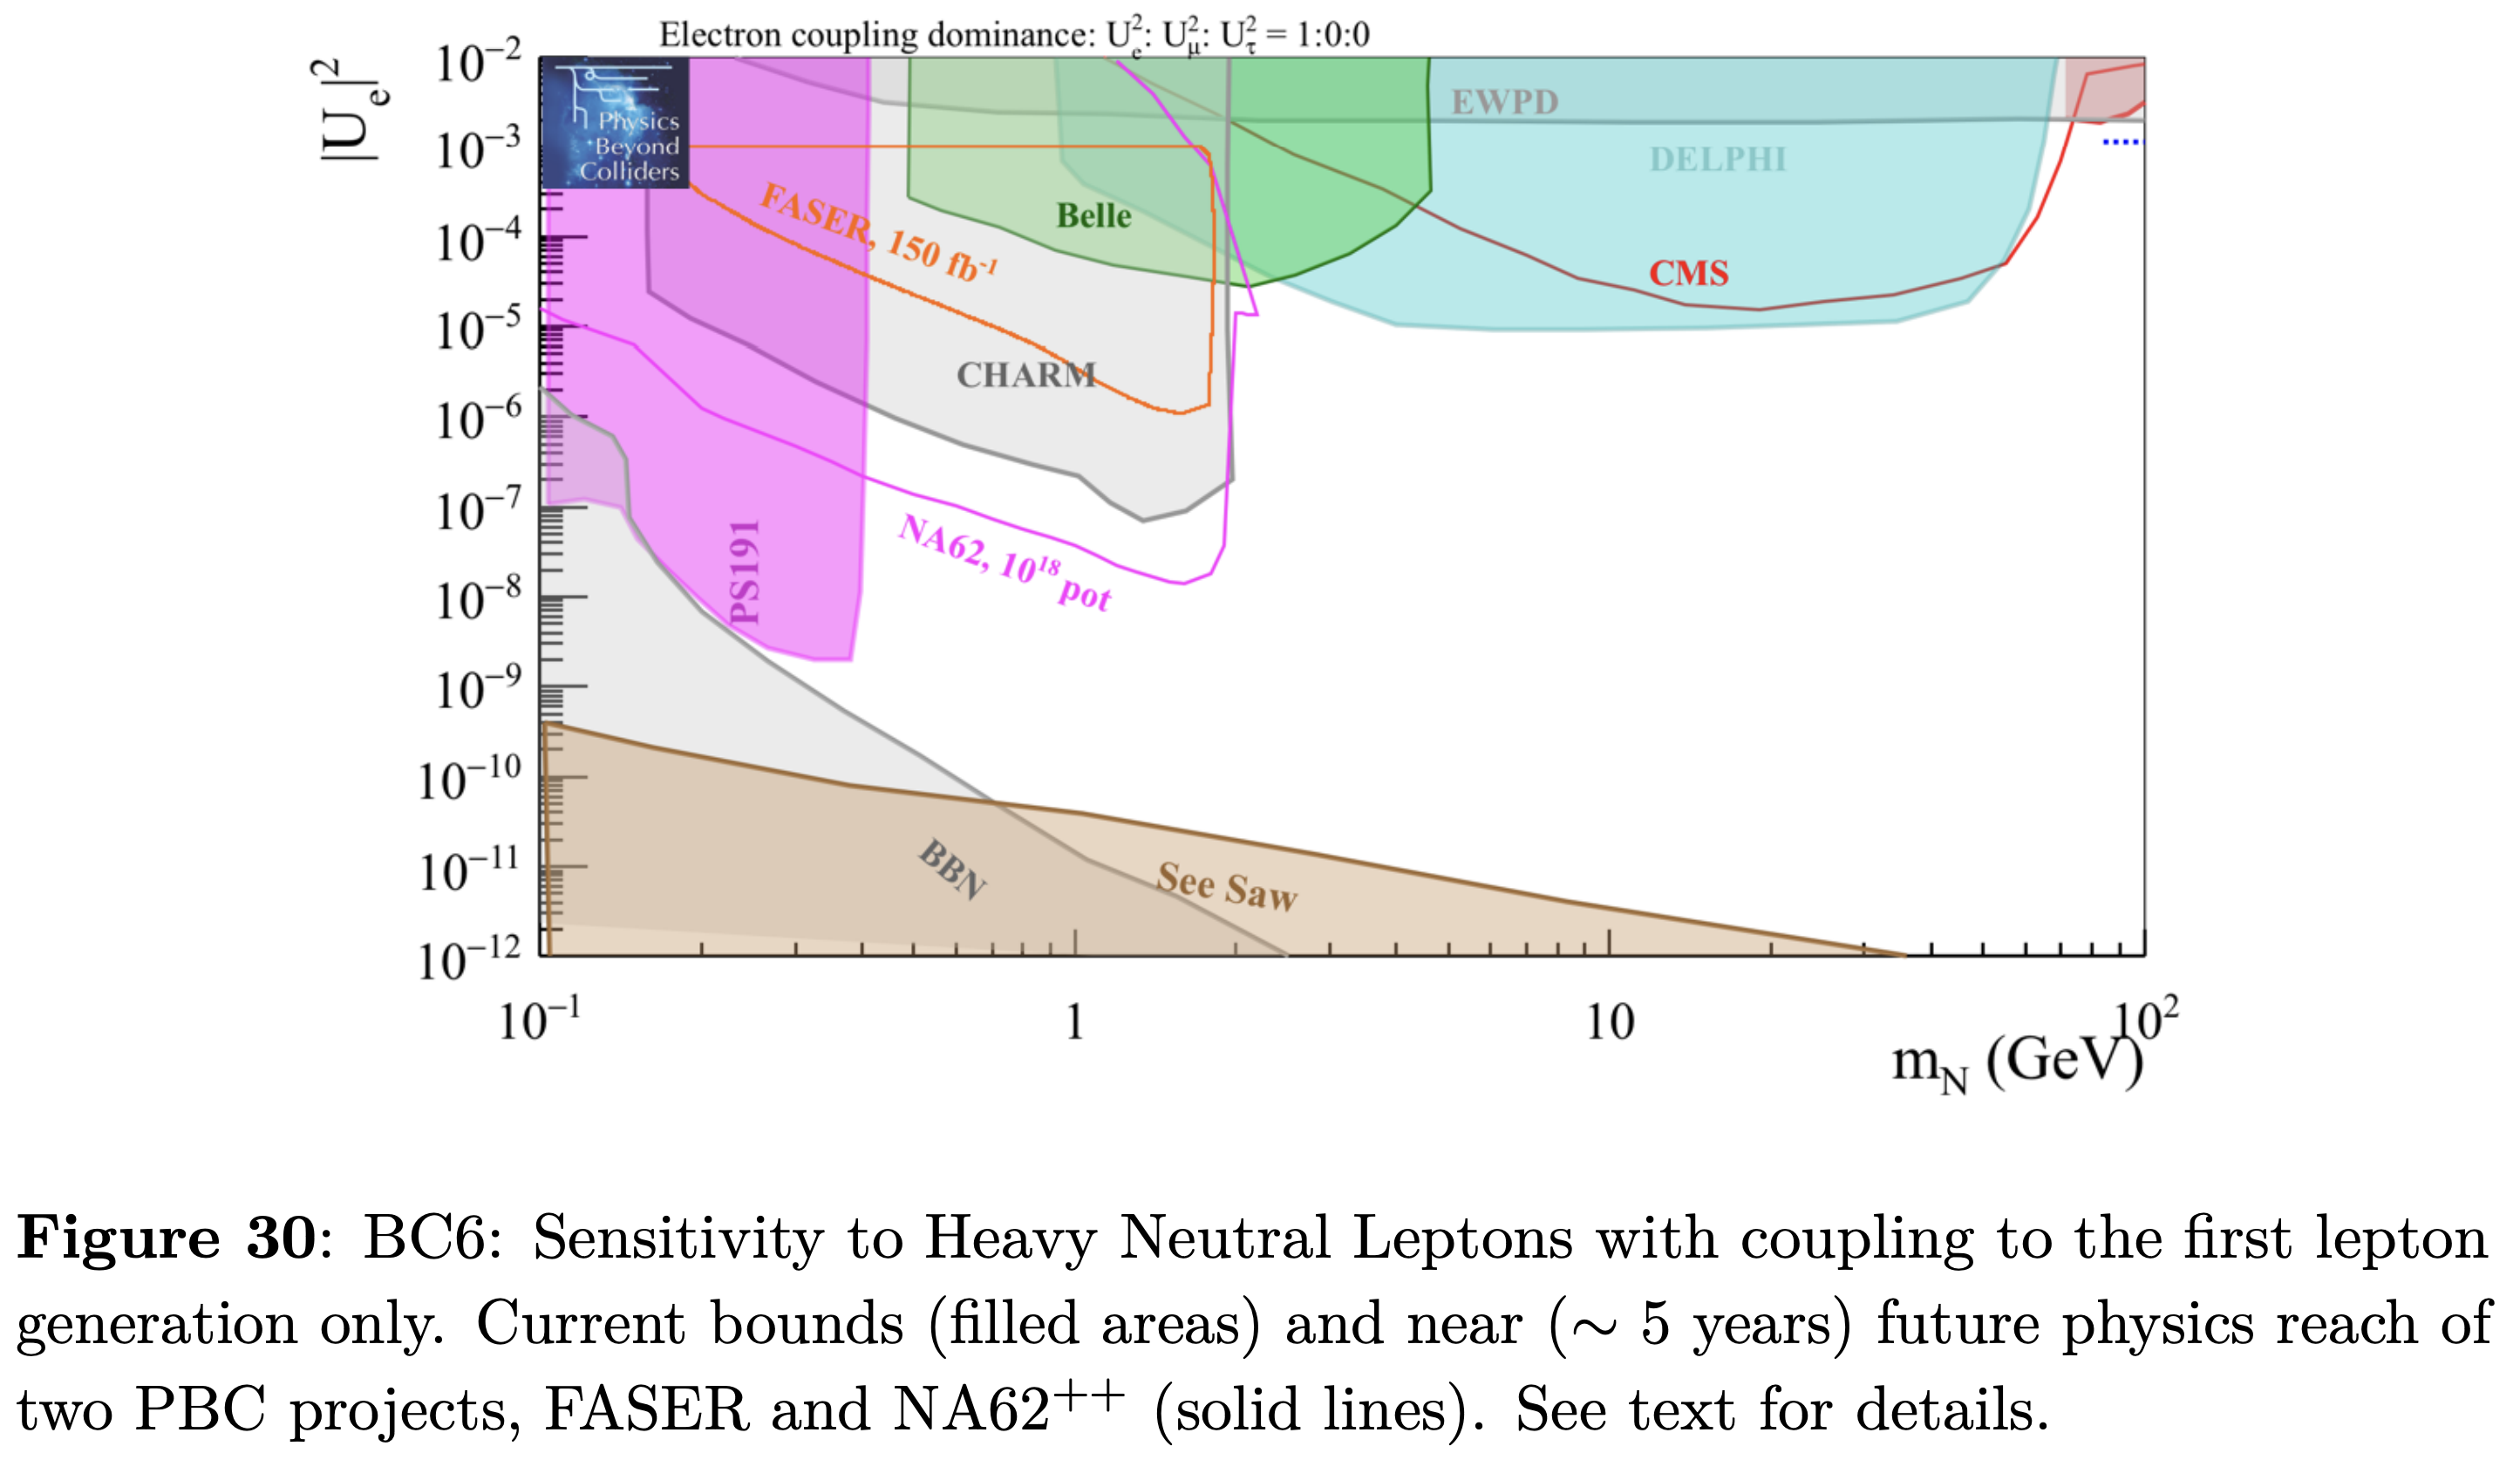 Electron coupling dominance: U²ₑ: U²_μ: U²_τ = 1:0:0
|Uₑ|²
10⁻²
10⁻³
10⁻⁴
10⁻⁵
10⁻⁶
10⁻⁷
10⁻⁸
10⁻⁹
10⁻¹⁰
10⁻¹¹
10⁻¹²
Physics
Beyond
Colliders
EWPD
DELPHI
FASER, 150 fb⁻¹
Belle
CMS
CHARM
PS191
NA62, 10¹⁸ pot
BBN
See Saw
10⁻¹ 1 10 10²
m_N (GeV)
Figure 30: BC6: Sensitivity to Heavy Neutral Leptons with coupling to the first lepton
generation only. Current bounds (filled areas) and near (∼ 5 years) future physics reach of
two PBC projects, FASER and NA62⁺⁺ (solid lines). See text for details.